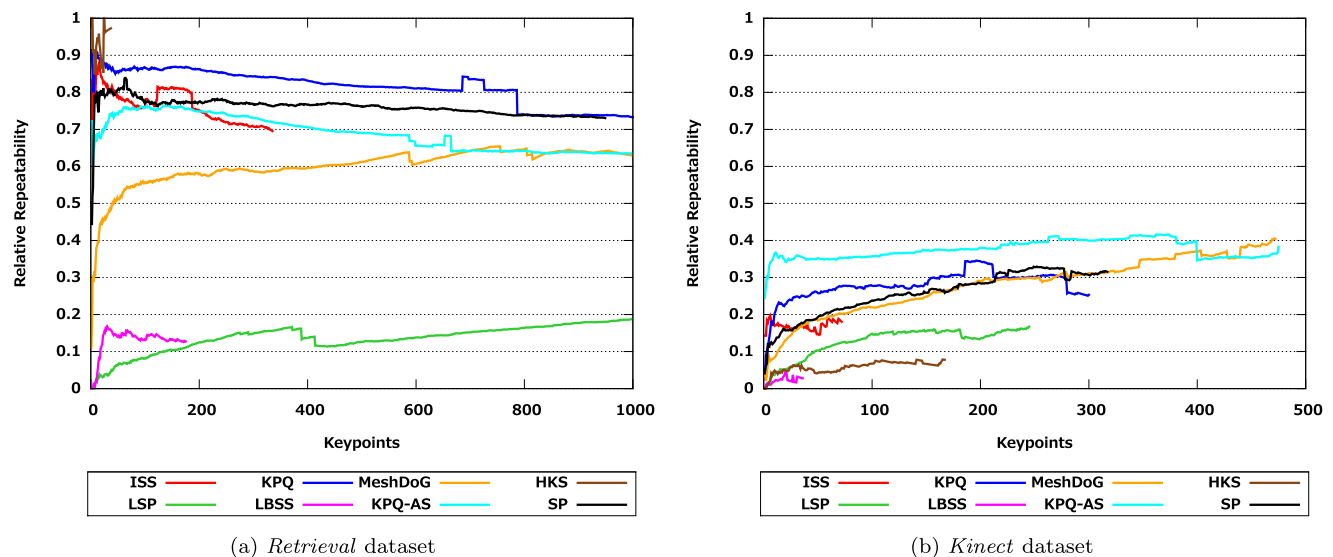 1
0.9
0.8
0.7
0.6
0.5
0.4
0.3
0.2
0.1
0
Relative Repeatability
0 200 400 600 800 1000
Keypoints
ISS KPQ MeshDoG HKS
LSP LBSS KPQ-AS SP
(a) Retrieval dataset
1
0.9
0.8
0.7
0.6
0.5
0.4
0.3
0.2
0.1
0
Relative Repeatability
0 100 200 300 400 500
Keypoints
ISS KPQ MeshDoG HKS
LSP LBSS KPQ-AS SP
(b) Kinect dataset